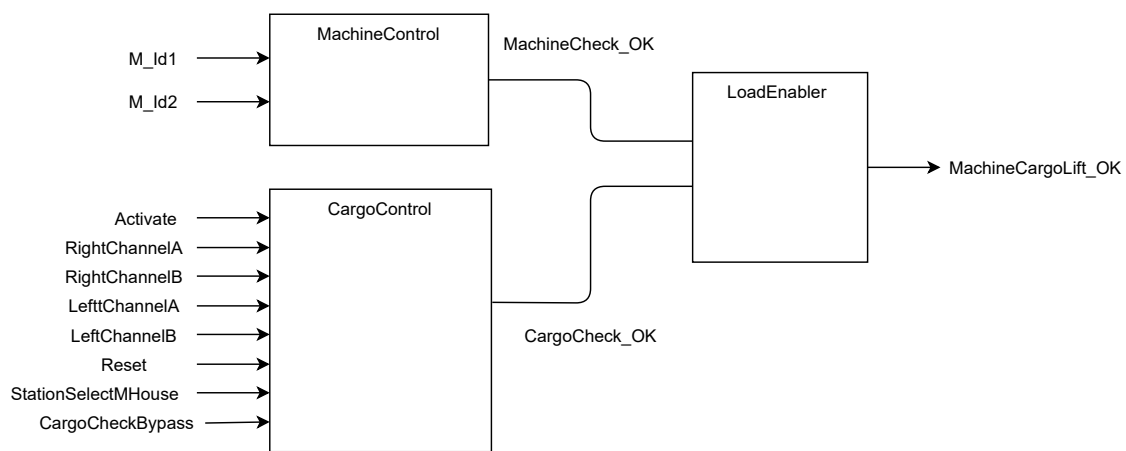 MachineControl
MachineCheck_OK
M_Id1
M_Id2
LoadEnabler
MachineCargoLift_OK
CargoControl
Activate
RightChannelA
RightChannelB
LefttChannelA
LeftChannelB
Reset
StationSelectMHouse
CargoCheckBypass
CargoCheck_OK